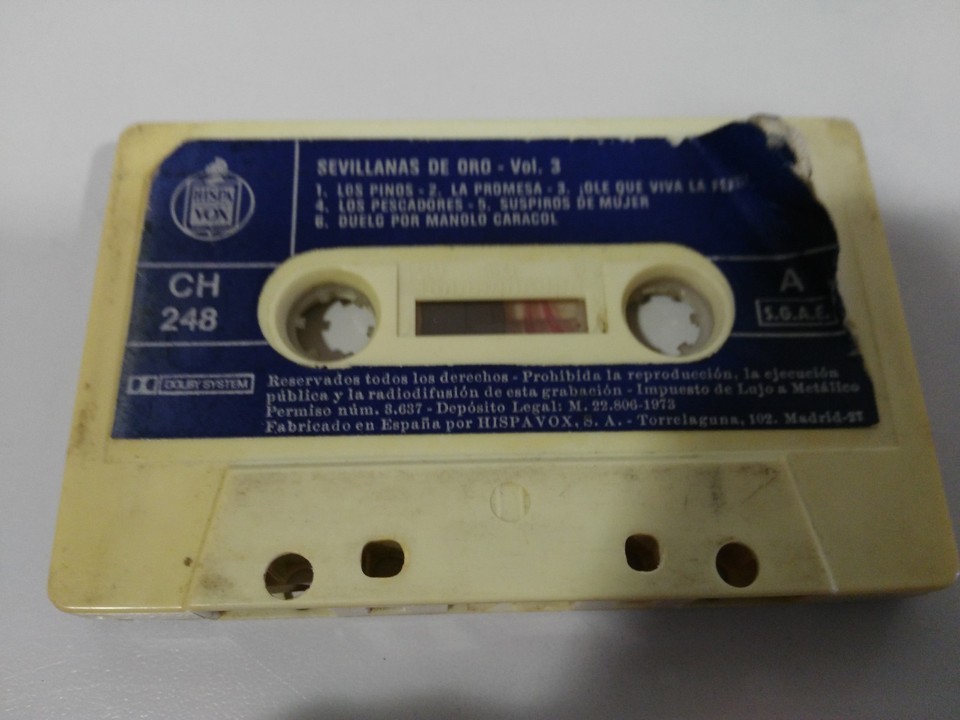 HISPA
VOX
SEVILLANAS DE ORO - Vol. 3
1. LOS PINOS - 2. LA PROMESA - 3. ¡OLE QUE VIVA LA
4. LOS PESCADORES - 5. SUSPIROS DE MUJER
6. DUELO POR MANOLO CARACOL
CH
248
A
S.G.A.E.
DOLBY SYSTEM
Reservados todos los derechos - Prohibida la reproducción, la ejecución
pública y la radiodifusión de esta grabación - Impuesto de Lujo a Metálico
Permiso núm. 3.637 - Depósito Legal: M. 22.806-1973
Fabricado en España por HISPAVOX, S. A. - Torrelaguna, 102. Madrid-27